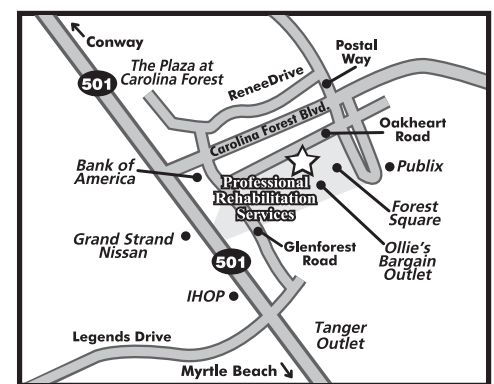 Conway
The Plaza at
Carolina Forest
Postal
Way
501
ReneeDrive
Carolina Forest Blvd.
Oakheart
Road
Bank of
America
Publix
Professional
Rehabilitation
Services
Forest
Square
Grand Strand
Nissan
Glenforest
Road
Ollie's
Bargain
Outlet
501
IHOP
Legends Drive
Tanger
Outlet
Myrtle Beach